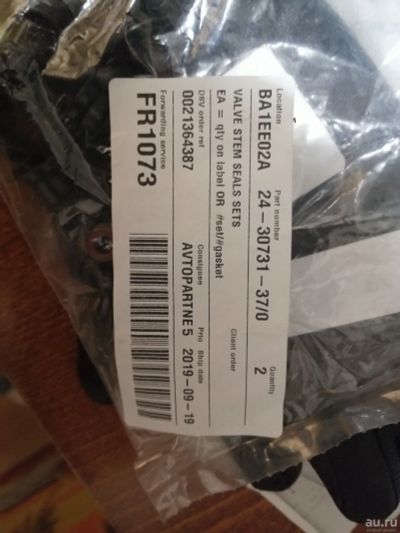 Location Part number Quantity
BA1EE02A 24-30731-37/0 2
VALVE STEM SEALS SETS
Client order
EA = qty on label OR #set/#gasket
DSV order ref Consignee Prio Ship date
0021364387 AVTOPARTNE 5 2019-09-19
Forwarding service
FR1073
au.ru